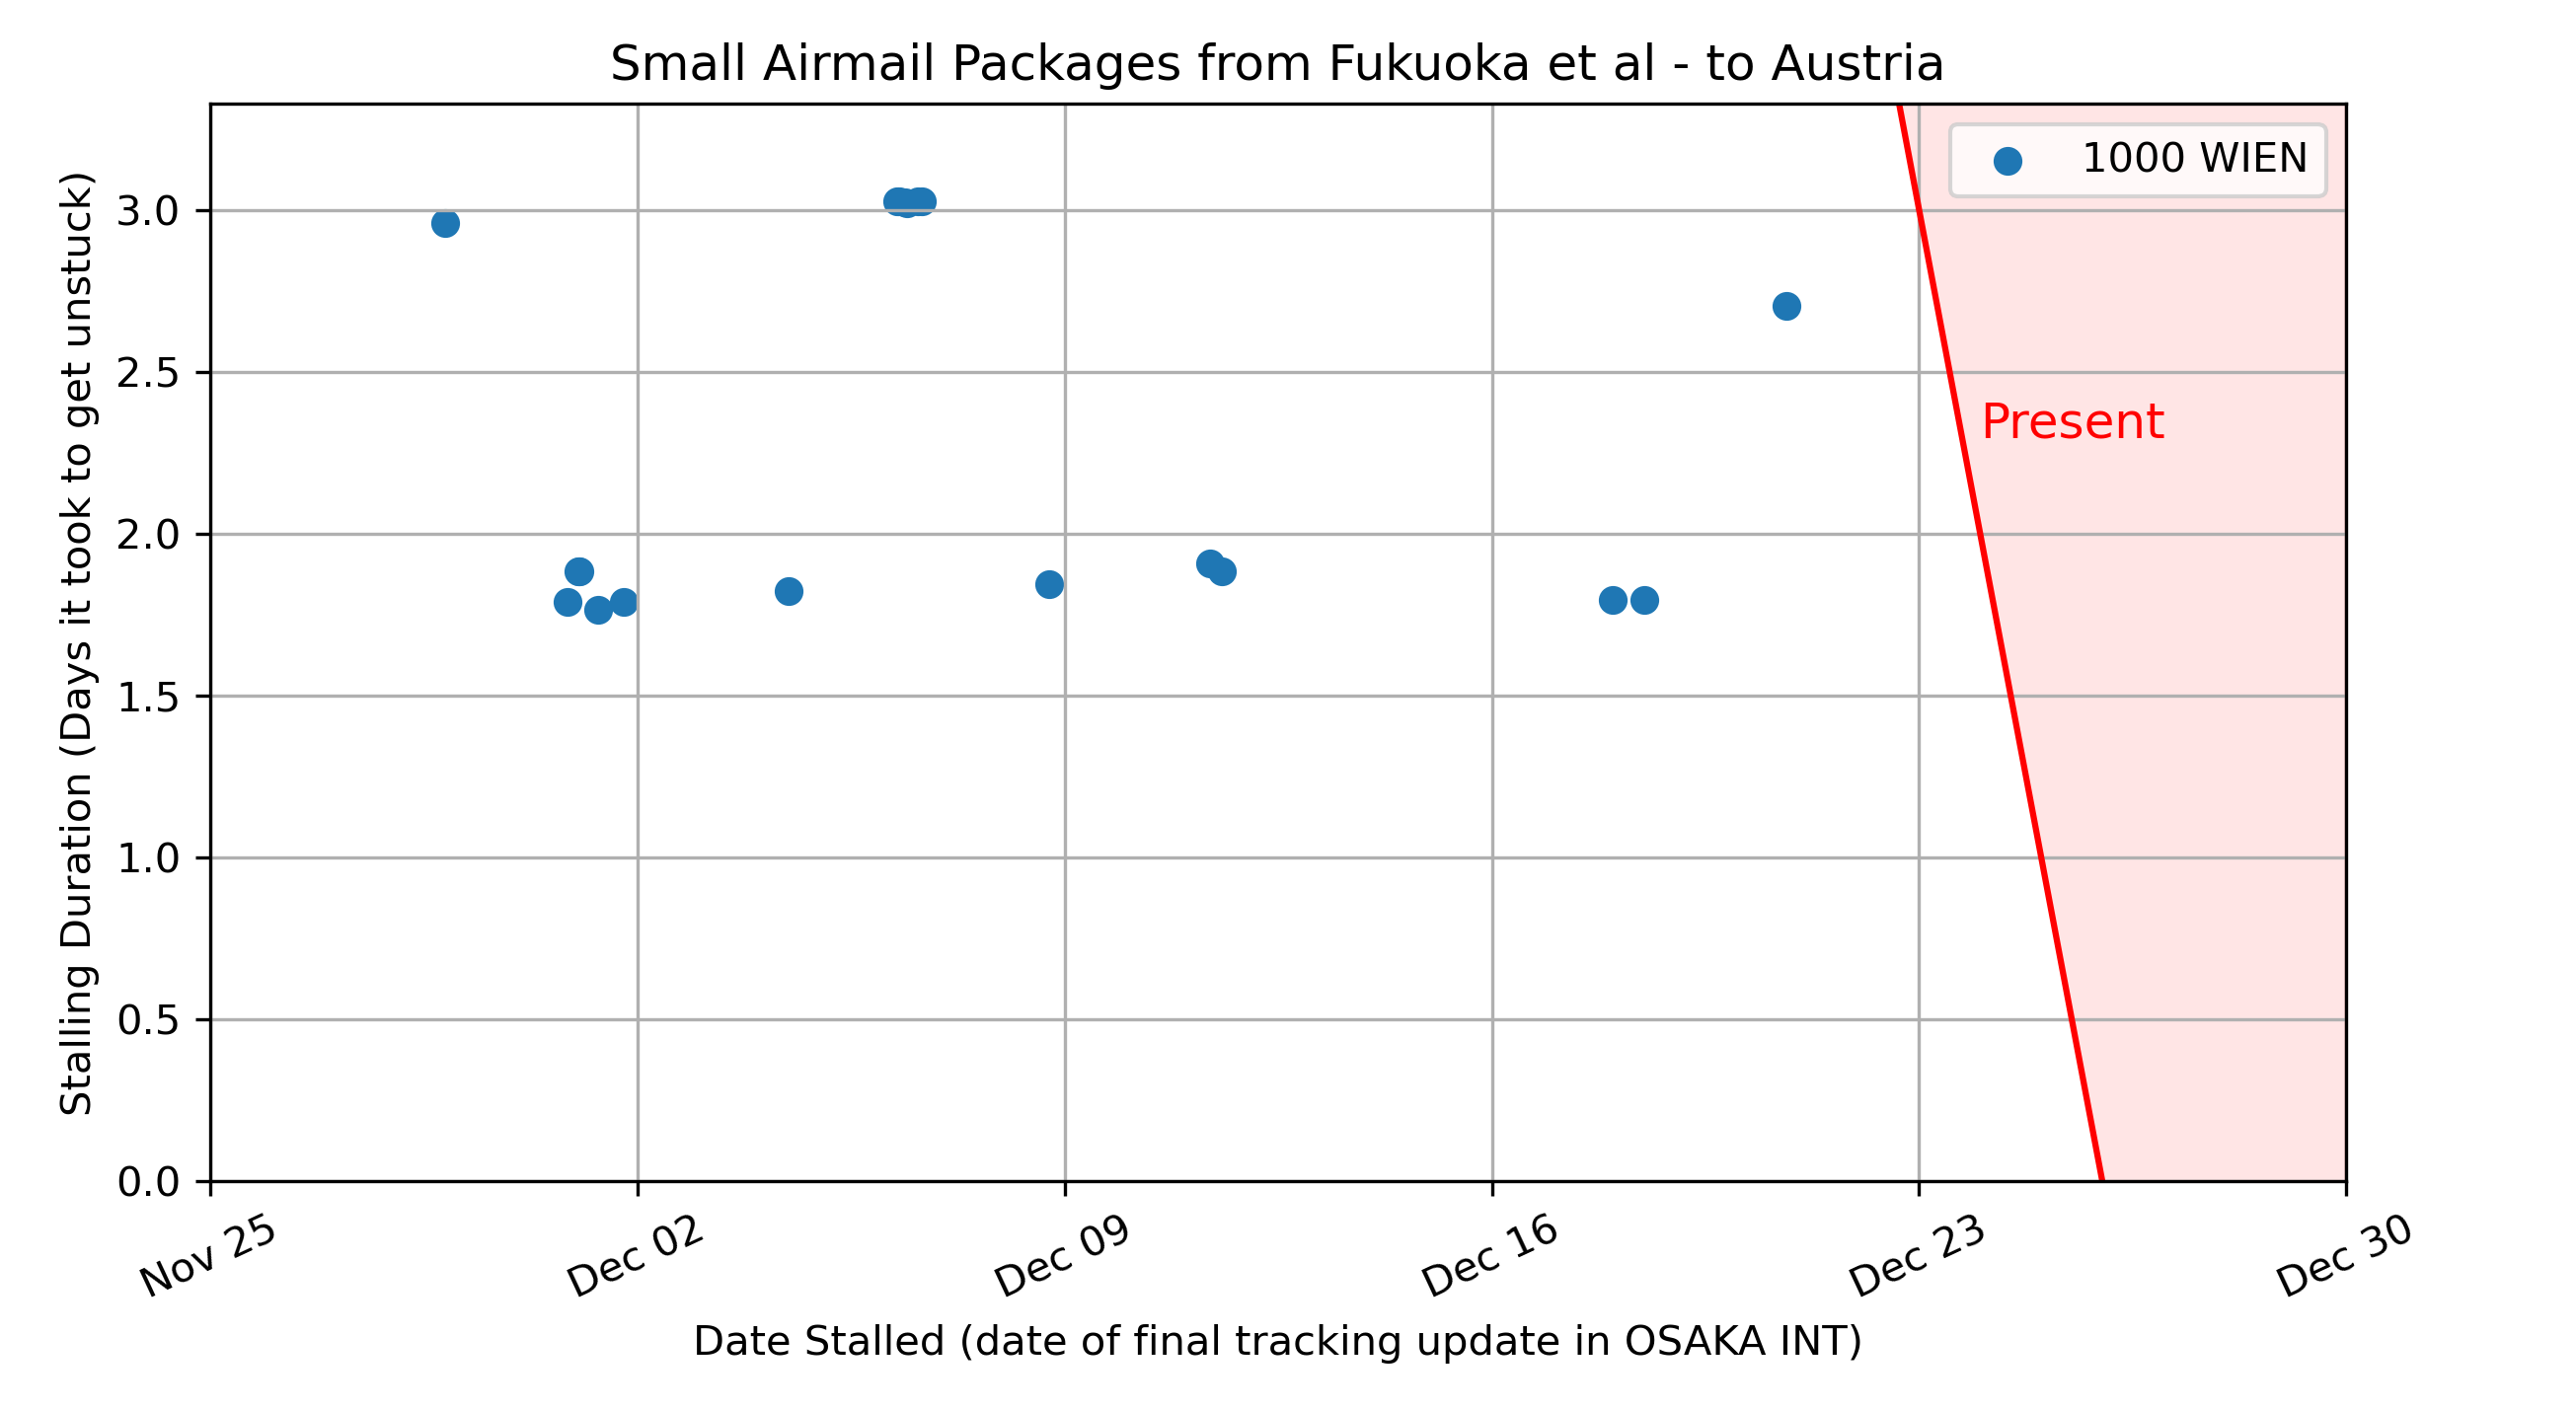 Small Airmail Packages from Fukuoka et al - to Austria
1000 WIEN
Present
Stalling Duration (Days it took to get unstuck)
3.0
2.5
2.0
1.5
1.0
0.5
0.0
Nov 25
Dec 02
Dec 09
Dec 16
Dec 23
Dec 30
Date Stalled (date of final tracking update in OSAKA INT)